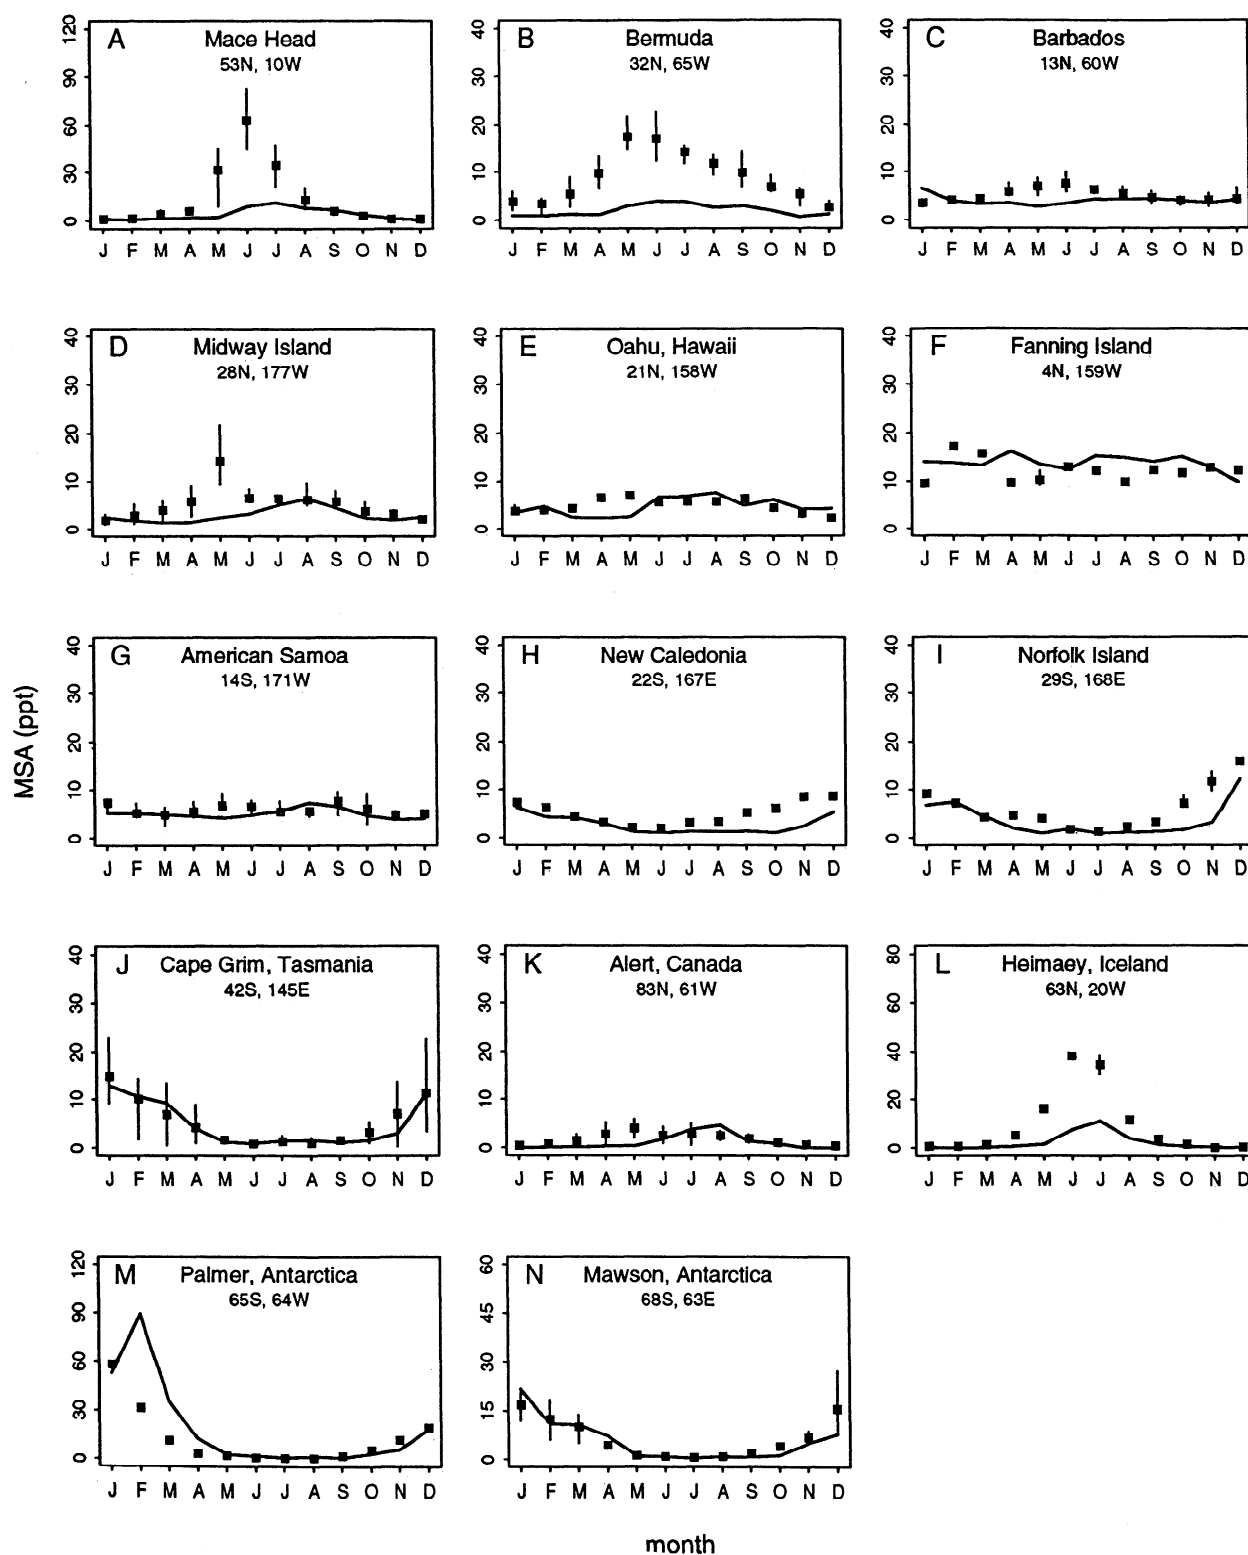 A Mace Head
53N, 10W
120
90
60
30
0
J F M A M J J A S O N D
B Bermuda
32N, 65W
40
30
20
10
0
J F M A M J J A S O N D
C Barbados
13N, 60W
40
30
20
10
0
J F M A M J J A S O N D
D Midway Island
28N, 177W
40
30
20
10
0
J F M A M J J A S O N D
E Oahu, Hawaii
21N, 158W
40
30
20
10
0
J F M A M J J A S O N D
F Fanning Island
4N, 159W
40
30
20
10
0
J F M A M J J A S O N D
MSA (ppt)
G American Samoa
14S, 171W
40
30
20
10
0
J F M A M J J A S O N D
H New Caledonia
22S, 167E
40
30
20
10
0
J F M A M J J A S O N D
I Norfolk Island
29S, 168E
40
30
20
10
0
J F M A M J J A S O N D
J Cape Grim, Tasmania
42S, 145E
40
30
20
10
0
J F M A M J J A S O N D
K Alert, Canada
83N, 61W
40
30
20
10
0
J F M A M J J A S O N D
L Heimaey, Iceland
63N, 20W
80
60
40
20
0
J F M A M J J A S O N D
M Palmer, Antarctica
65S, 64W
120
90
60
30
0
J F M A M J J A S O N D
N Mawson, Antarctica
68S, 63E
60
45
30
15
0
J F M A M J J A S O N D
month